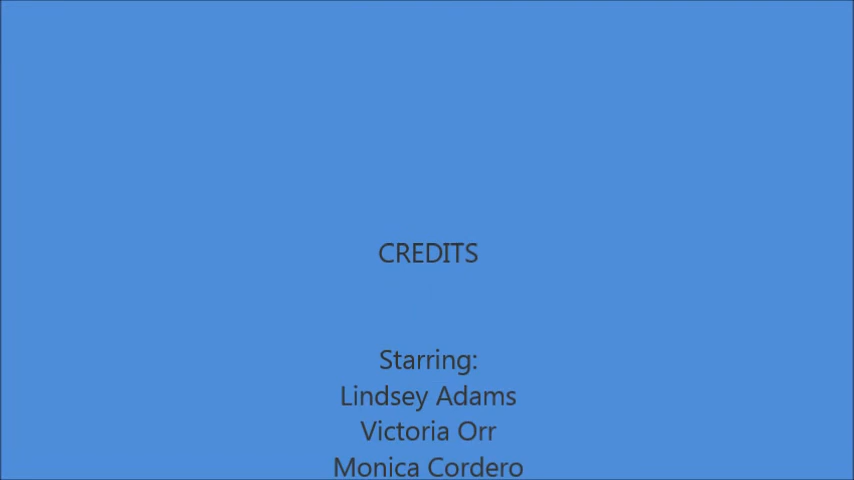 CREDITS
Starring:
Lindsey Adams
Victoria Orr
Monica Cordero